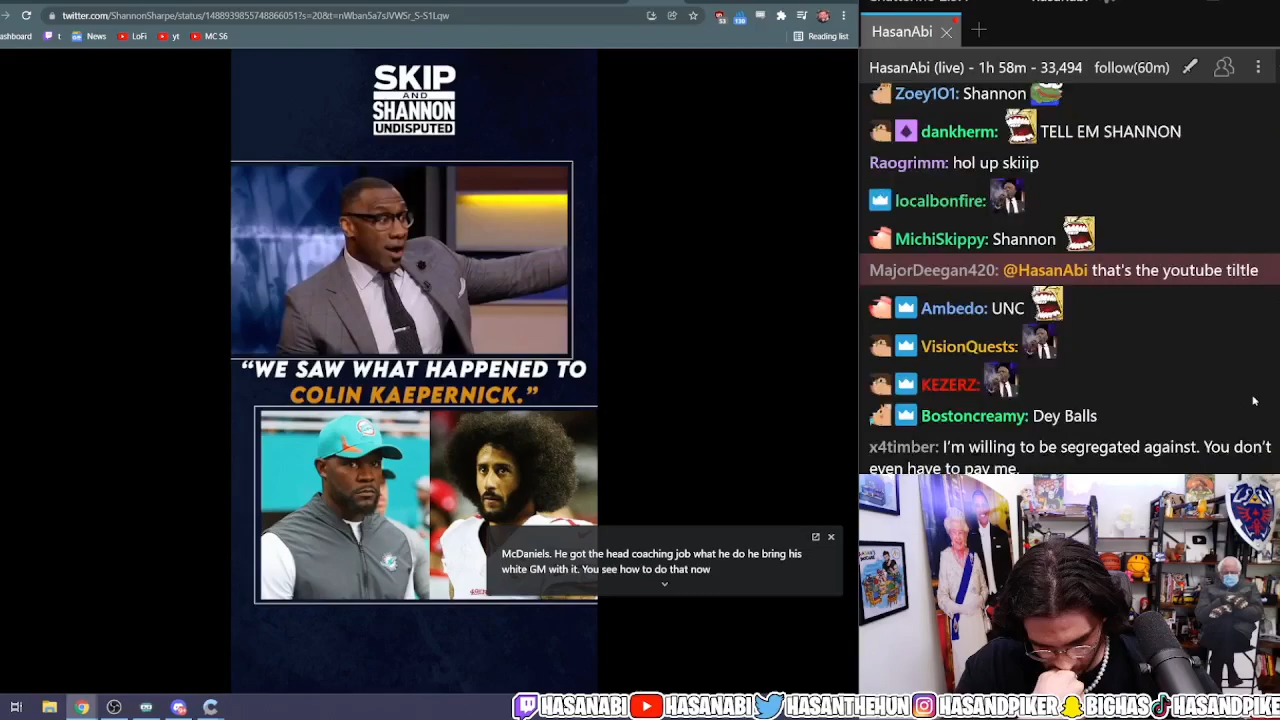 twitter.com/ShannonSharpe/status/1488939855748866051?s=20&t=nWban5a7sJVWSr_S-S1Lqw
ashboard
t
News
LoFi
yt
MC S6
53
120
Reading list
SKIP
AND
SHANNON
UNDISPUTED
“WE SAW WHAT HAPPENED TO
COLIN KAEPERNICK.”
McDaniels. He got the head coaching job what he do he bring his
white GM with it. You see how to do that now
HasanAbi
HasanAbi (live) - 1h 58m - 33,494 follow(60m)
Zoey1O1: Shannon
dankherm: TELL EM SHANNON
Raogrimm: hol up skiiip
localbonfire:
MichiSkippy: Shannon
MajorDeegan420: @HasanAbi that's the youtube tiltle
Ambedo: UNC
VisionQuests:
KEZERZ:
Bostoncreamy: Dey Balls
x4timber: I’m willing to be segregated against. You don’t
even have to pay me.
HASANABI HASANABI HASANTHEHUN HASANDPIKER BIGHAS HASANDPIKE